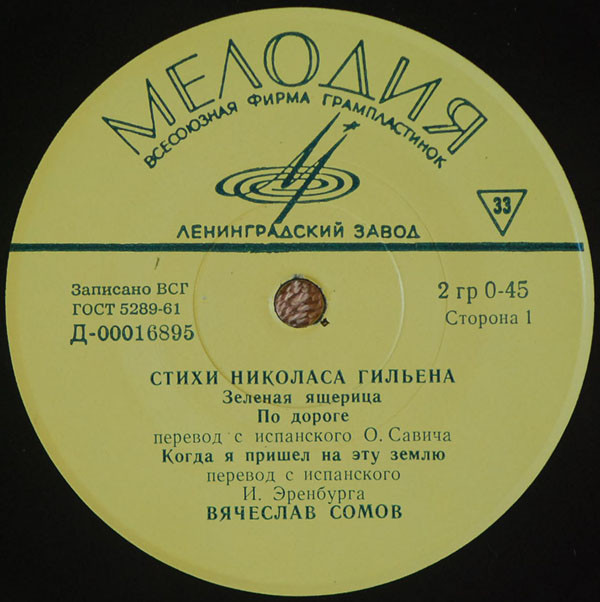 МЕЛОДИЯ
ВСЕСОЮЗНАЯ ФИРМА ГРАМПЛАСТИНОК
33
ЛЕНИНГРАДСКИЙ ЗАВОД
Записано ВСГ
ГОСТ 5289-61
Д-00016895
2 гр 0-45
Сторона 1
СТИХИ НИКОЛАСА ГИЛЬЕНА
Зеленая ящерица
По дороге
перевод с испанского О. Савича
Когда я пришел на эту землю
перевод с испанского
И. Эренбурга
ВЯЧЕСЛАВ СОМОВ